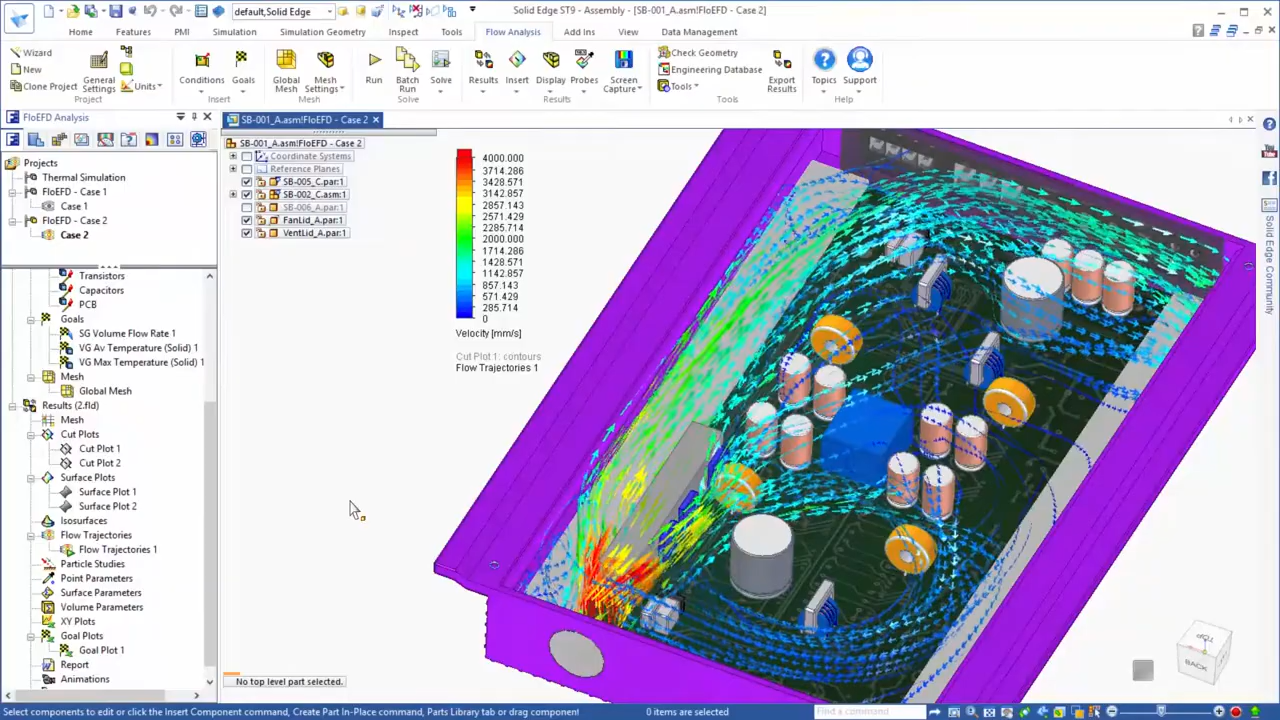 default,Solid Edge
Solid Edge ST9 - Assembly - [SB-001_A.asm!FloEFD - Case 2]
Home
Features
PMI
Simulation
Simulation Geometry
Inspect
Tools
Flow Analysis
Add Ins
View
Data Management
Wizard
New
Clone Project
General Settings
Units
Project
Conditions
Goals
Insert
Global Mesh
Mesh Settings
Mesh
Run
Batch Run
Solve
Solve
Results
Insert
Display
Probes
Screen Capture
Results
Check Geometry
Engineering Database
Tools
Export Results
Tools
Topics
Support
Help
FloEFD Analysis
SB-001_A.asm!FloEFD - Case 2
Projects
Thermal Simulation
FloEFD - Case 1
Case 1
FloEFD - Case 2
Case 2
Transistors
Capacitors
PCB
Goals
SG Volume Flow Rate 1
VG Av Temperature (Solid) 1
VG Max Temperature (Solid) 1
Mesh
Global Mesh
Results (2.fld)
Mesh
Cut Plots
Cut Plot 1
Cut Plot 2
Surface Plots
Surface Plot 1
Surface Plot 2
Isosurfaces
Flow Trajectories
Flow Trajectories 1
Particle Studies
Point Parameters
Surface Parameters
Volume Parameters
XY Plots
Goal Plots
Goal Plot 1
Report
Animations
SB-001_A.asm!FloEFD - Case 2
Coordinate Systems
Reference Planes
SB-005_C.par:1
SB-002_C.asm:1
SB-006_A.par:1
FanLid_A.par:1
VentLid_A.par:1
4000.000
3714.286
3428.571
3142.857
2857.143
2571.429
2285.714
2000.000
1714.286
1428.571
1142.857
857.143
571.429
285.714
0
Velocity [mm/s]
Cut Plot 1: contours
Flow Trajectories 1
TOP
BACK
Solid Edge Community
No top level part selected.
Select components to edit or click the Insert Component command, Create Part In-Place command, Parts Library tab or drag component
0 items are selected
Find a command